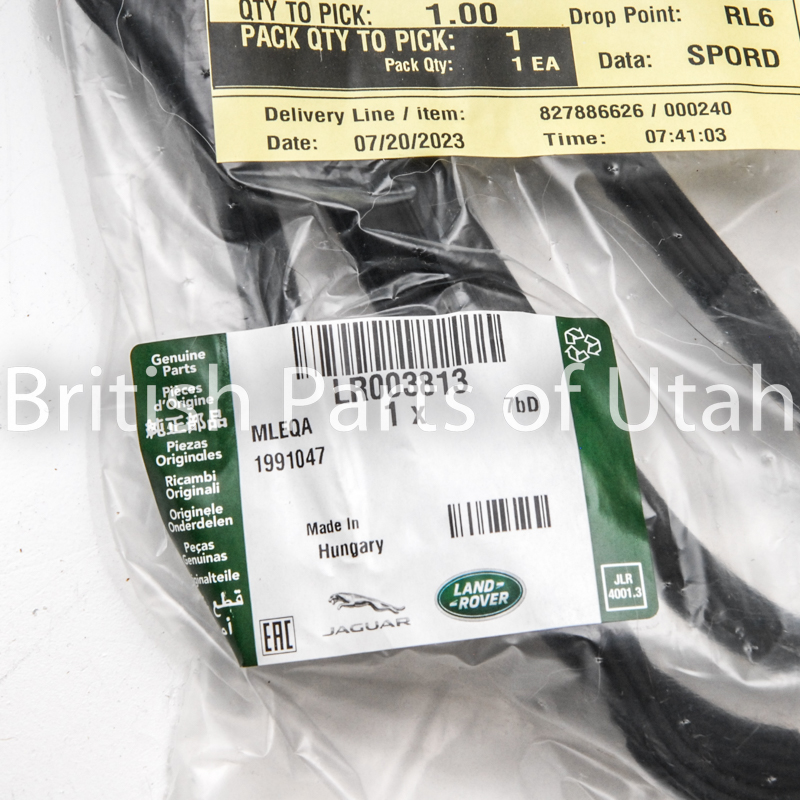 QTY TO PICK: 1.00 Drop Point: RL6
PACK QTY TO PICK: 1
Pack Qty: 1 EA Data: SPORD
Delivery Line / item: 827886626 / 000240
Date: 07/20/2023 Time: 07:41:03
Genuine
Parts
Pièces
d'Origine
純正部品
Piezas
Originales
Ricambi
Originali
Originele
Onderdelen
Peças
Genuinas
قطع
LR003813
1 X 7bD
MLEQA
1991047
Made In
Hungary
EAC
JAGUAR
LAND-
-ROVER
JLR
4001.3
British Parts of Utah